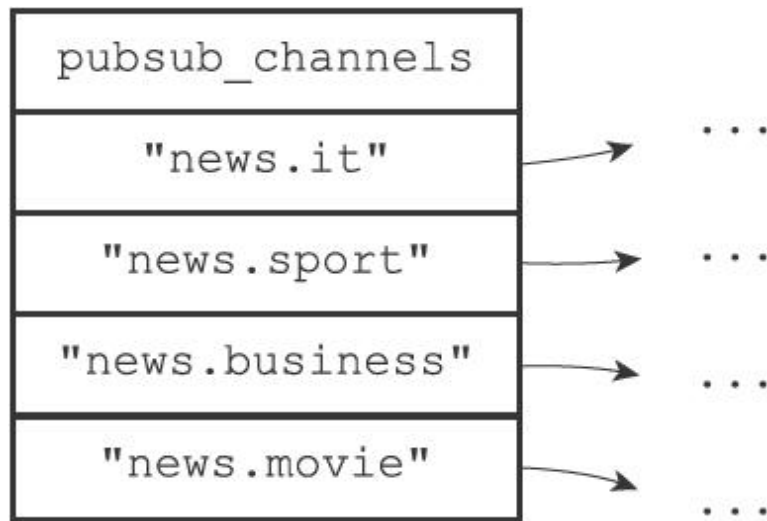 pubsub_channels
"news.it"
...
"news.sport"
...
"news.business"
...
"news.movie"
...